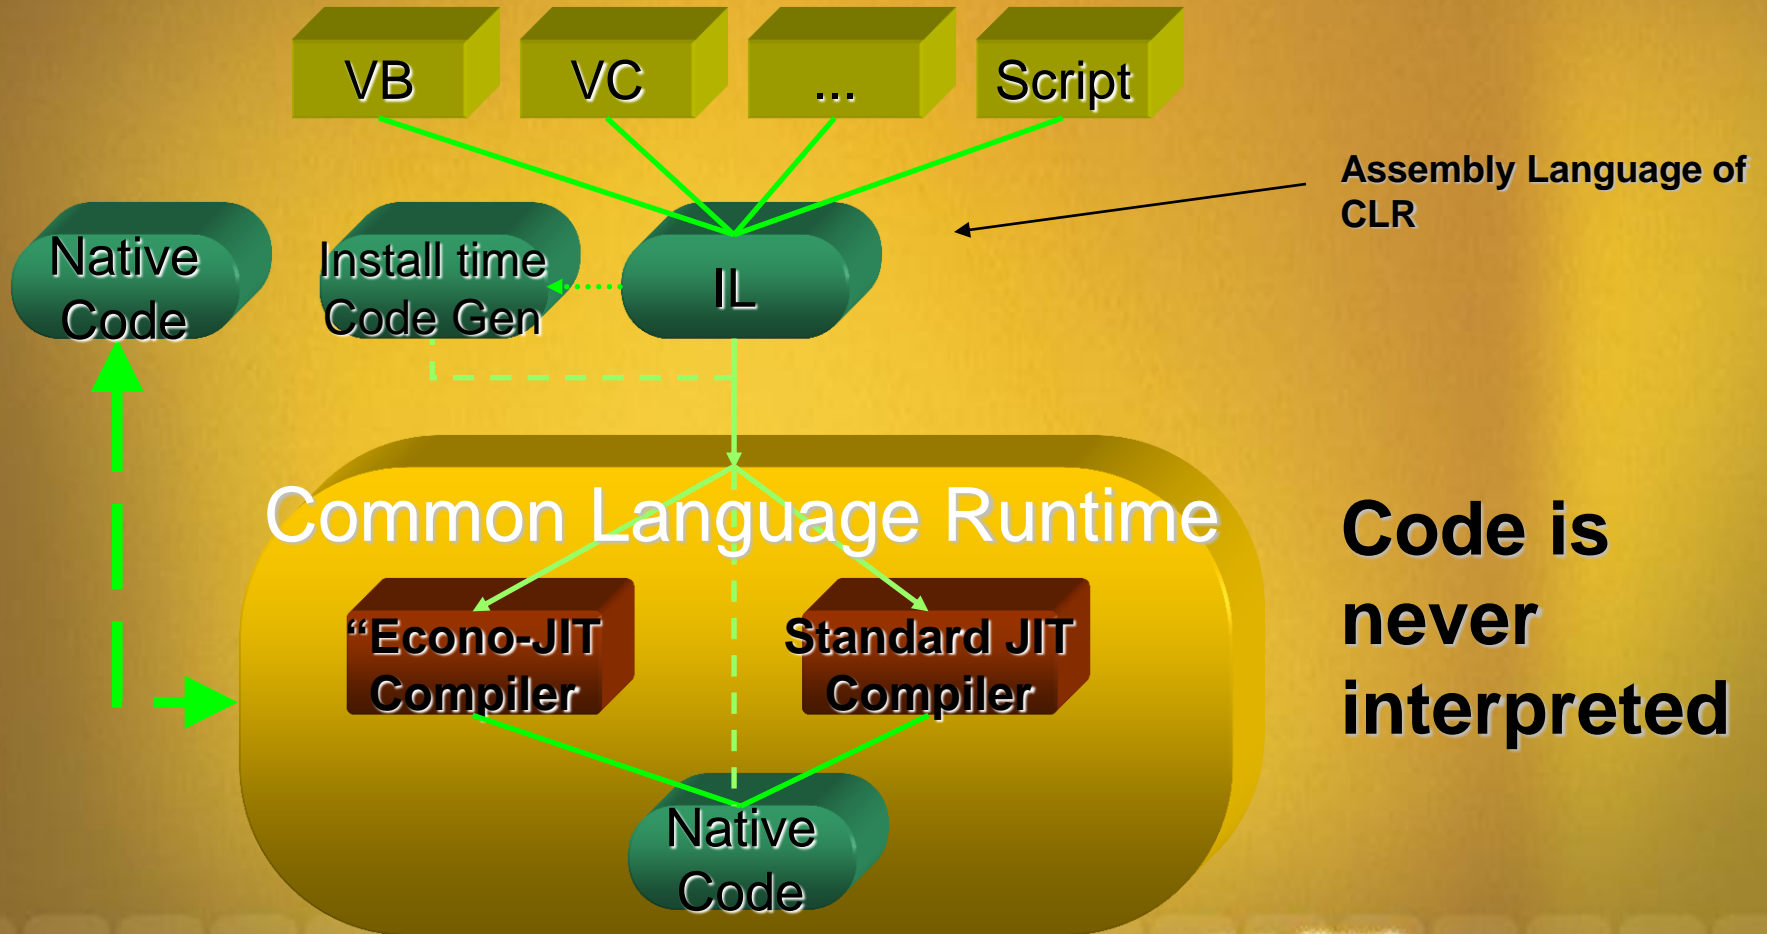 VB
VC
...
Script
Assembly Language of
CLR
Native
Code
Install time
Code Gen
IL
Common Language Runtime
“Econo-JIT
Compiler
Standard JIT
Compiler
Native
Code
Code is
never
interpreted